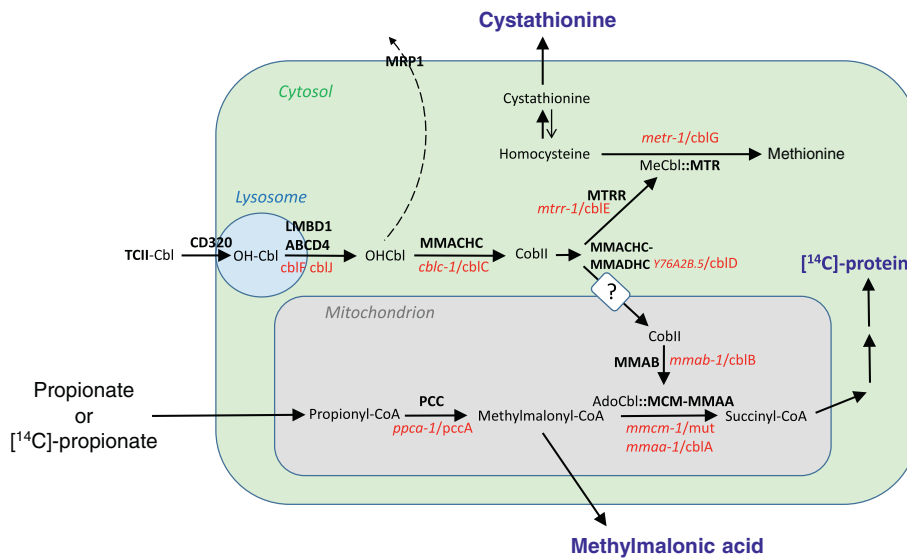 Cystathionine
MRP1
Cytosol
Cystathionine
metr-1/cblG
Homocysteine
Methionine
MeCbl::MTR
Lysosome
MTRR
mtrr-1/cblE
LMBD1
CD320
ABCD4
MMACHC
MMACHC-
TCII-Cbl
OH-Cbl
OHCbl
CobII
MMADHC
Y76A2B.5/cblD
cblF cblJ
cblc-1/cblC
[¹⁴C]-protein
?
Mitochondrion
CobII
MMAB
mmab-1/cblB
Propionate
or
[¹⁴C]-propionate
PCC
AdoCbl::MCM-MMAA
Propionyl-CoA
Methylmalonyl-CoA
Succinyl-CoA
ppca-1/pccA
mmcm-1/mut
mmaa-1/cblA
Methylmalonic acid